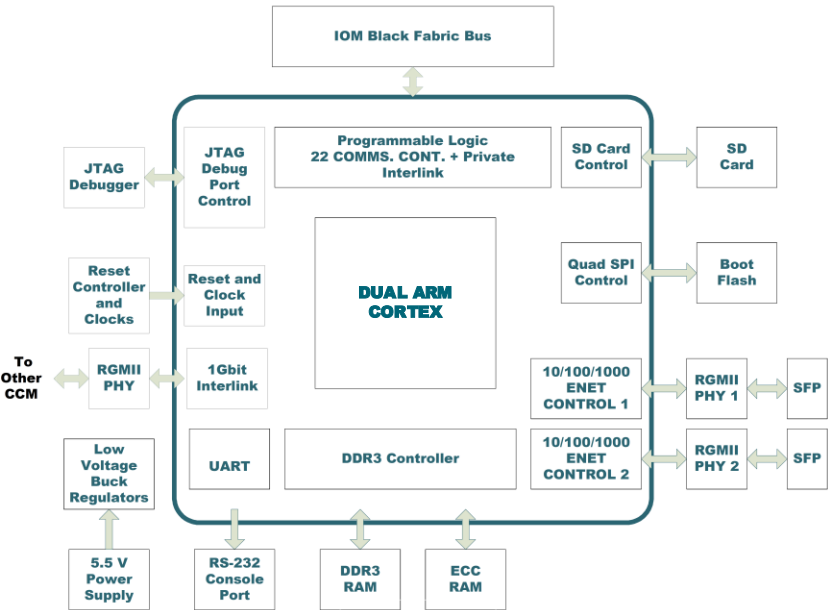 IOM Black Fabric Bus
JTAG
Debugger
JTAG
Debug
Port
Control
Programmable Logic
22 COMMS. CONT. + Private
Interlink
SD Card
Control
SD
Card
Reset
Controller
and
Clocks
Reset and
Clock
Input
DUAL ARM
CORTEX
Quad SPI
Control
Boot
Flash
To
Other
CCM
RGMII
PHY
1Gbit
Interlink
10/100/1000
ENET
CONTROL 1
RGMII
PHY 1
SFP
Low
Voltage
Buck
Regulators
UART
DDR3 Controller
10/100/1000
ENET
CONTROL 2
RGMII
PHY 2
SFP
5.5 V
Power
Supply
RS-232
Console
Port
DDR3
RAM
ECC
RAM